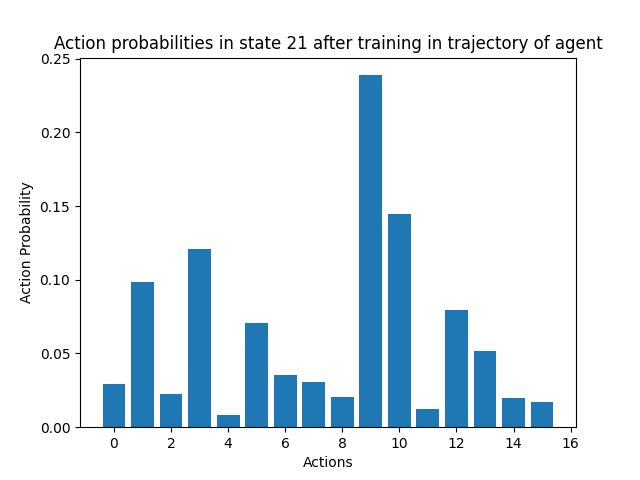 Action probabilities in state 21 after training in trajectory of agent
0.25
0.20
0.15
0.10
0.05
0.00
Action Probability
0 2 4 6 8 10 12 14 16
Actions